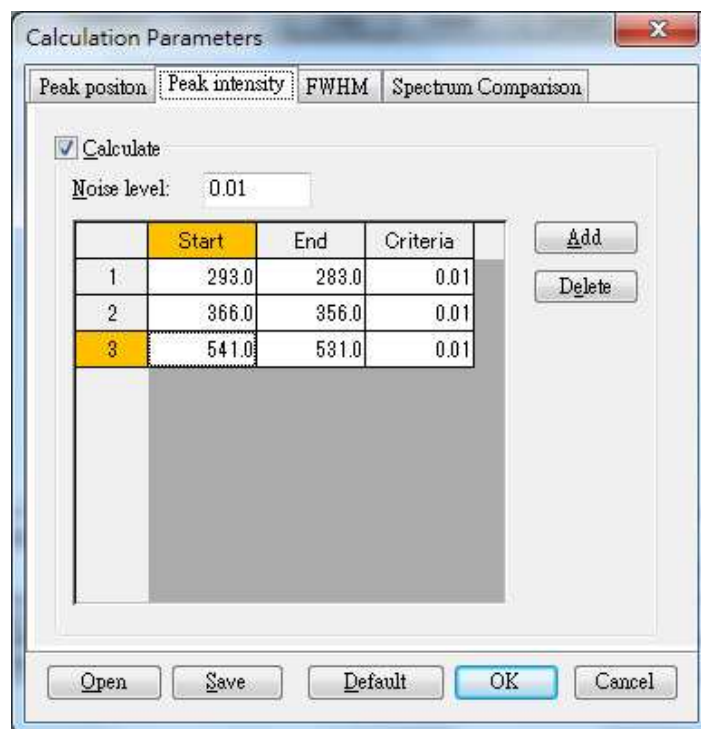 Calculation Parameters
Peak positon Peak intensity FWHM Spectrum Comparison
Calculate
Noise level: 0.01
Start End Criteria
1 293.0 283.0 0.01
2 366.0 356.0 0.01
3 541.0 531.0 0.01
Add
Delete
Open Save Default OK Cancel